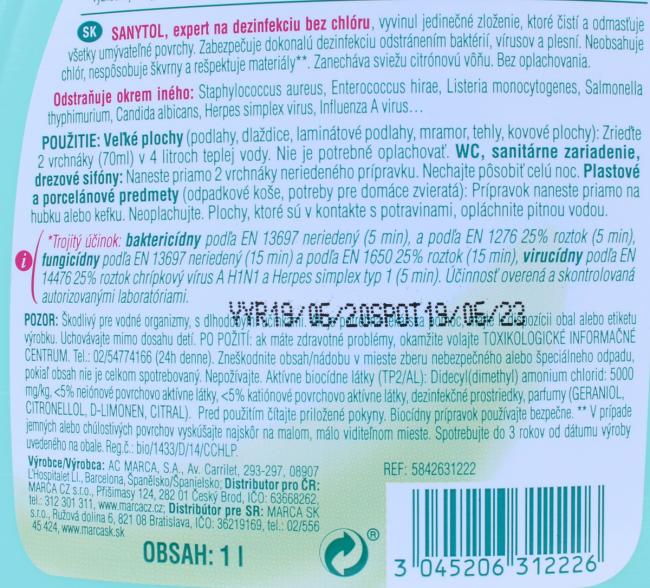 SK SANYTOL, expert na dezinfekciu bez chlóru, vyvinul jedinečné zloženie, ktoré čistí a odmasťuje
všetky umývateľné povrchy. Zabezpečuje dokonalú dezinfekciu odstránením baktérií, vírusov a plesní. Neobsahuje
chlór, nespôsobuje škvrny a rešpektuje materiály**. Zanecháva sviežu citrónovú vôňu. Bez oplachovania.
Odstraňuje okrem iného: Staphylococcus aureus, Enterococcus hirae, Listeria monocytogenes, Salmonella
thyphimurium, Candida albicans, Herpes simplex virus, Influenza A virus...
POUŽITIE: Veľké plochy (podlahy, dlaždice, laminátové podlahy, mramor, tehly, kovové plochy): Zrieďte
2 vrchnáky (70ml) v 4 litroch teplej vody. Nie je potrebné oplachovať. WC, sanitárne zariadenie,
drezové sifóny: Naneste priamo 2 vrchnáky neriedeného prípravku. Nechajte pôsobiť celú noc. Plastové
a porcelánové predmety (odpadkové koše, potreby pre domáce zvieratá): Prípravok naneste priamo na
hubku alebo kefku. Neoplachujte. Plochy, ktoré sú v kontakte s potravinami, opláchnite pitnou vodou.
*Trojitý účinok: baktericídny podľa EN 13697 neriedený (5 min), a podľa EN 1276 25% roztok (5 min),
fungicídny podľa EN 13697 neriedený (15 min) a podľa EN 1650 25% roztok (15 min), virucídny podľa EN
i 14476 25% roztok chrípkový vírus A H1N1 a Herpes simplex typ 1 (5 min). Účinnosť overená a skontrolovaná
autorizovanými laboratóriami.
VYR18/06/20SPOT18/06/23
POZOR: Škodlivý pre vodné organizmy, s dlhodobými účinkami. dispozícii obal alebo etiketu
výrobku. Uchovávajte mimo dosahu detí. PO POŽITÍ: ak máte zdravotné problémy, okamžite volajte TOXIKOLOGICKÉ INFORMAČNÉ
CENTRUM. Tel.: 02/54774166 (24h denne). Zneškodnite obsah/nádobu v mieste zberu nebezpečného alebo špeciálneho odpadu,
pokiaľ obsah nie je celkom spotrebovaný. Nepožívajte. Aktívne biocídne látky (TP2/AL): Didecyl(dimethyl) amonium chlorid: 5000
mg/kg, <5% neiónové povrchovo aktívne látky, <5% katiónové povrchovo aktívne látky, dezinfekčné prostriedky, parfumy (GERANIOL,
CITRONELLOL, D-LIMONEN, CITRAL). Pred použitím čítajte priložené pokyny. Biocídny prípravok používajte bezpečne. ** V prípade
jemných alebo chúlostivých povrchov vyskúšajte najskôr na malom, málo viditeľnom mieste. Spotrebujte do 3 rokov od dátumu výroby
uvedeného na obale. Reg.č.: bio/1433/D/14/CCHLP.
Výrobce/Výrobca: AC MARCA, S.A., Av. Carrilet, 293-297, 08907
L'Hospitalet Ll., Barcelona, Španělsko/Španielsko; Distributor pro ČR:
MARCA CZ s.r.o., Příšimasy 124, 282 01 Český Brod, IČO: 63668262,
tel.: 312 301 311, www.marcacz.cz; Distribútor pre SR: MARCA SK
s.r.o., Ružová dolina 6, 821 08 Bratislava, IČO: 36219169, tel.: 02/556
45 424, www.marcask.sk
REF: 5842631222
OBSAH: 1 l
®
3 045206 312226